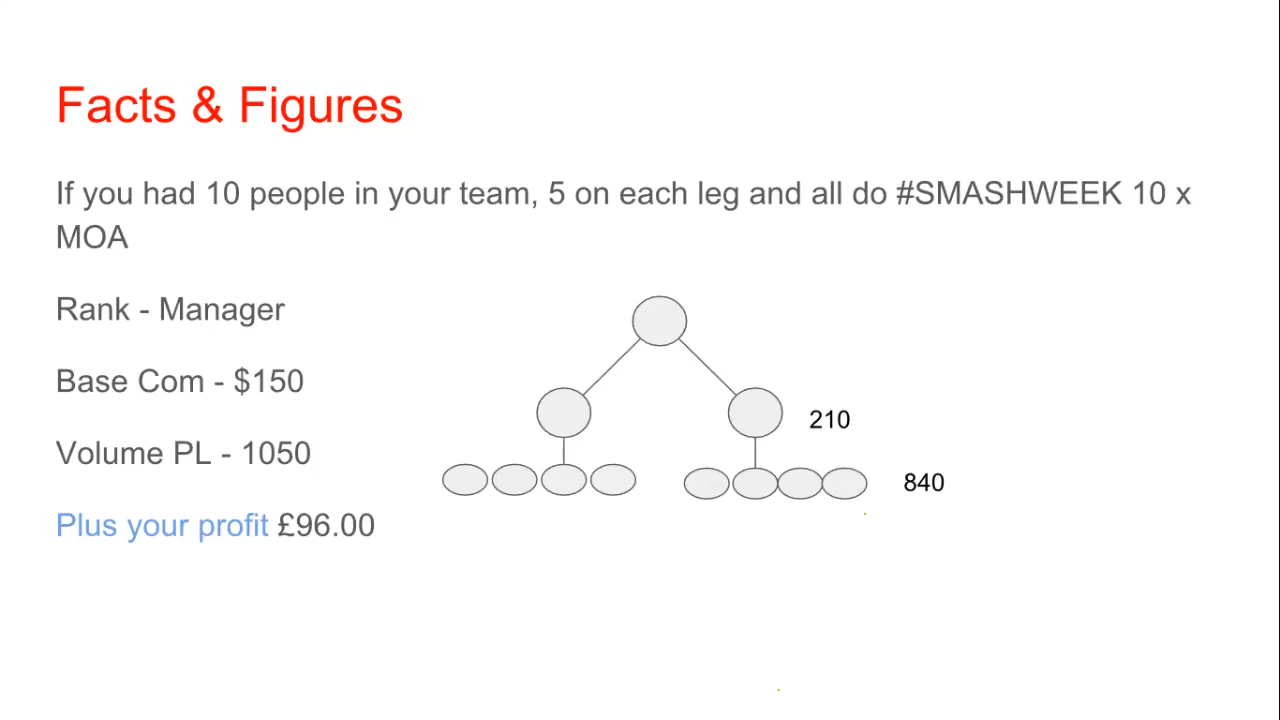 Facts & Figures
If you had 10 people in your team, 5 on each leg and all do #SMASHWEEK 10 x
MOA
Rank - Manager
Base Com - $150
210
Volume PL - 1050
840
Plus your profit £96.00